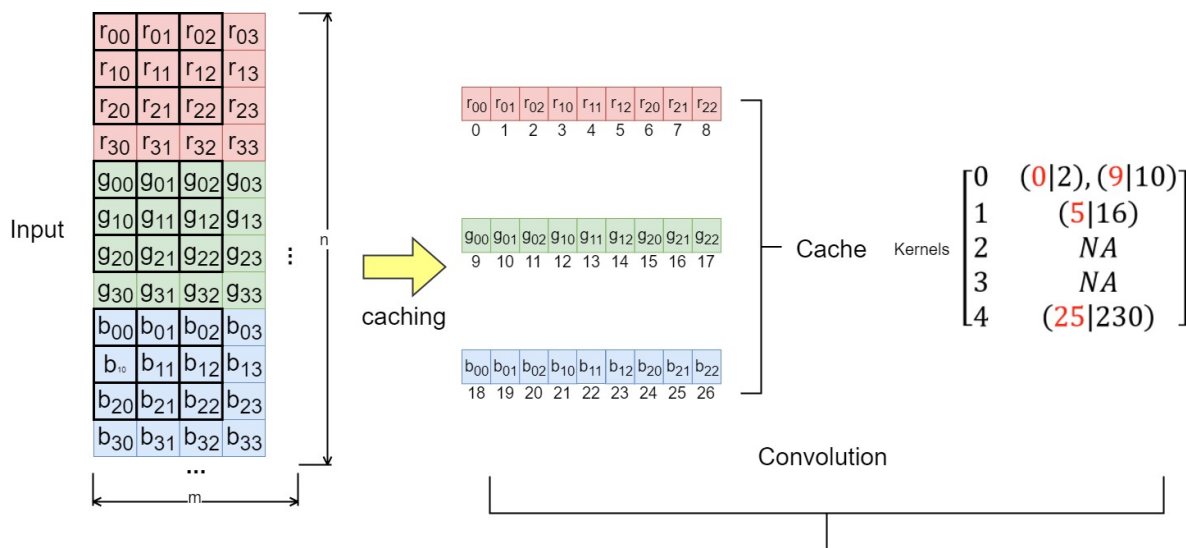 Input
r00 r01 r02 r03
r10 r11 r12 r13
r20 r21 r22 r23
r30 r31 r32 r33
g00 g01 g02 g03
g10 g11 g12 g13
g20 g21 g22 g23
g30 g31 g32 g33
b00 b01 b02 b03
b10 b11 b12 b13
b20 b21 b22 b23
b30 b31 b32 b33
...
...
n
m
caching
r00 r01 r02 r10 r11 r12 r20 r21 r22
0 1 2 3 4 5 6 7 8
g00 g01 g02 g10 g11 g12 g20 g21 g22
9 10 11 12 13 14 15 16 17
b00 b01 b02 b10 b11 b12 b20 b21 b22
18 19 20 21 22 23 24 25 26
Cache
Kernels
0 (0|2), (9|10)
1 (5|16)
2 NA
3 NA
4 (25|230)
Convolution